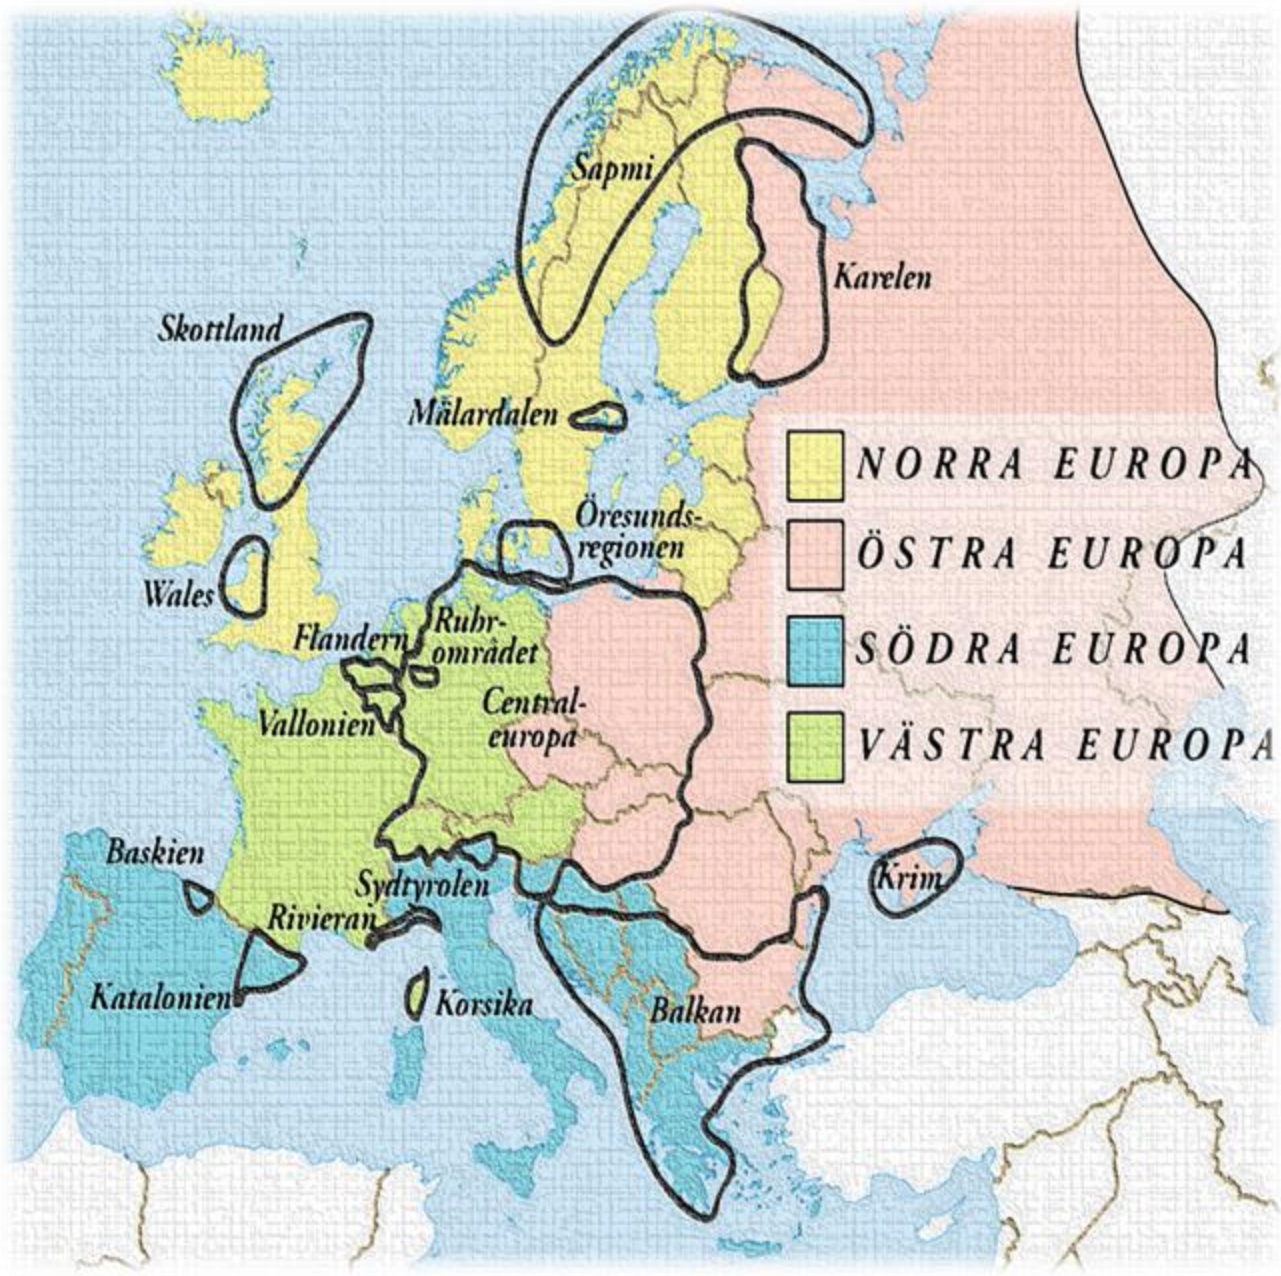 Sapmi
Karelen
Skottland
Mälardalen
NORRA EUROPA
Öresunds-
regionen
ÖSTRA EUROPA
Wales
Flandern
Ruhr-
området
SÖDRA EUROPA
Vallonien
Central-
europa
VÄSTRA EUROPA
Baskien
Sydtyrolen
Krim
Rivieran
Katalonien
Korsika
Balkan